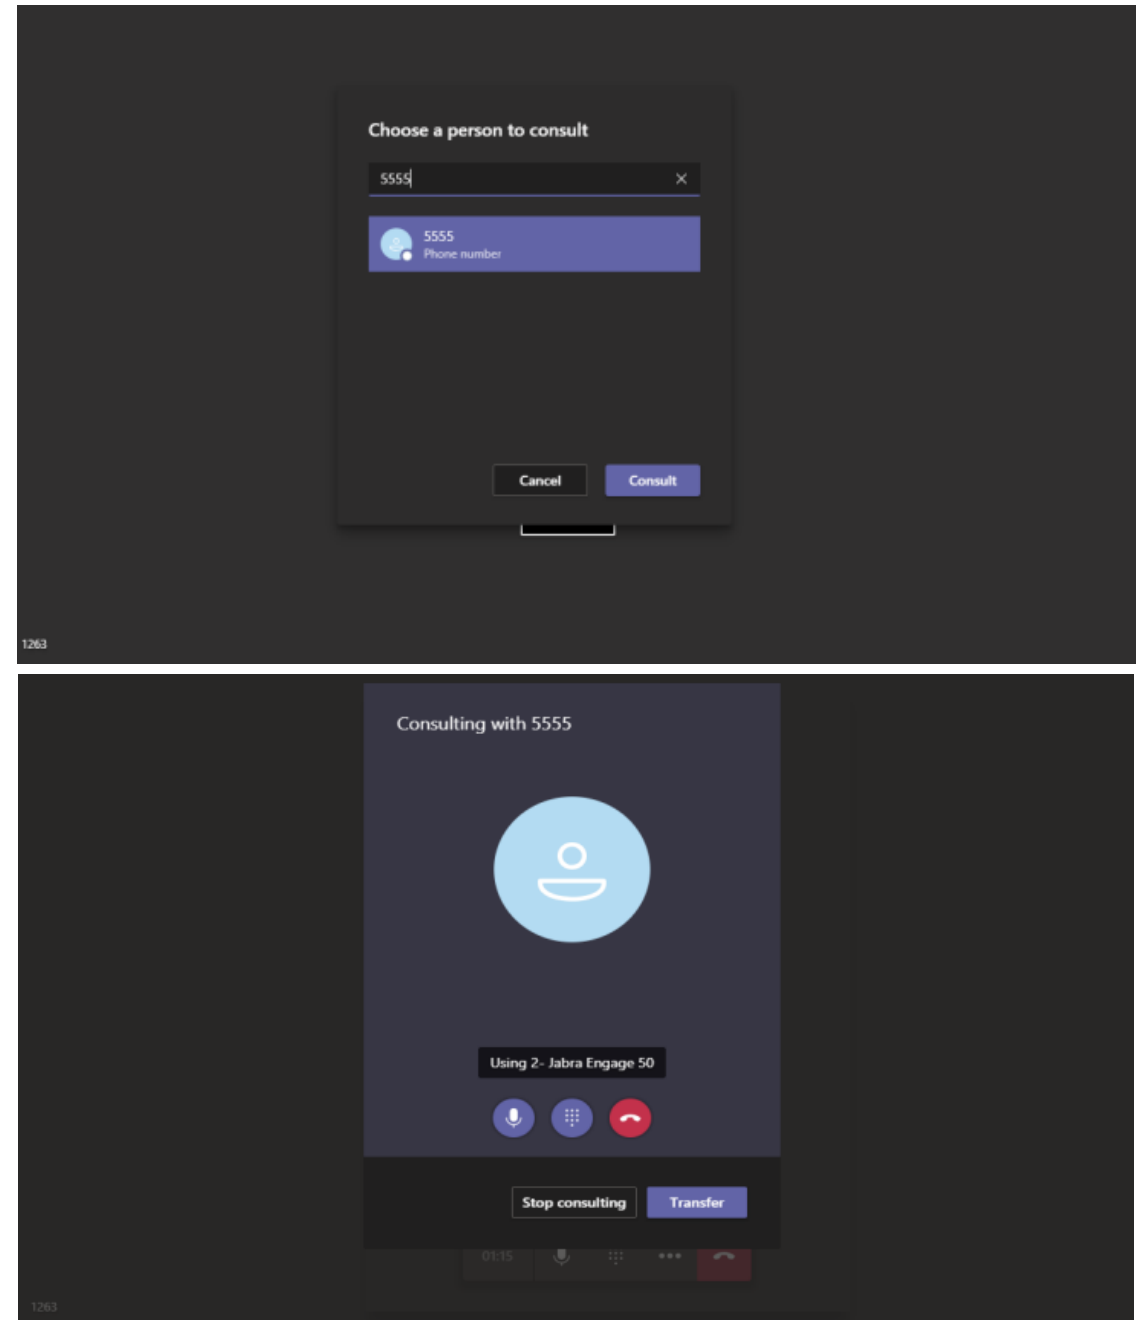 Choose a person to consult
5555
5555
Phone number
Cancel Consult
1263
Consulting with 5555
Using 2- Jabra Engage 50
Stop consulting Transfer
01:15
1263